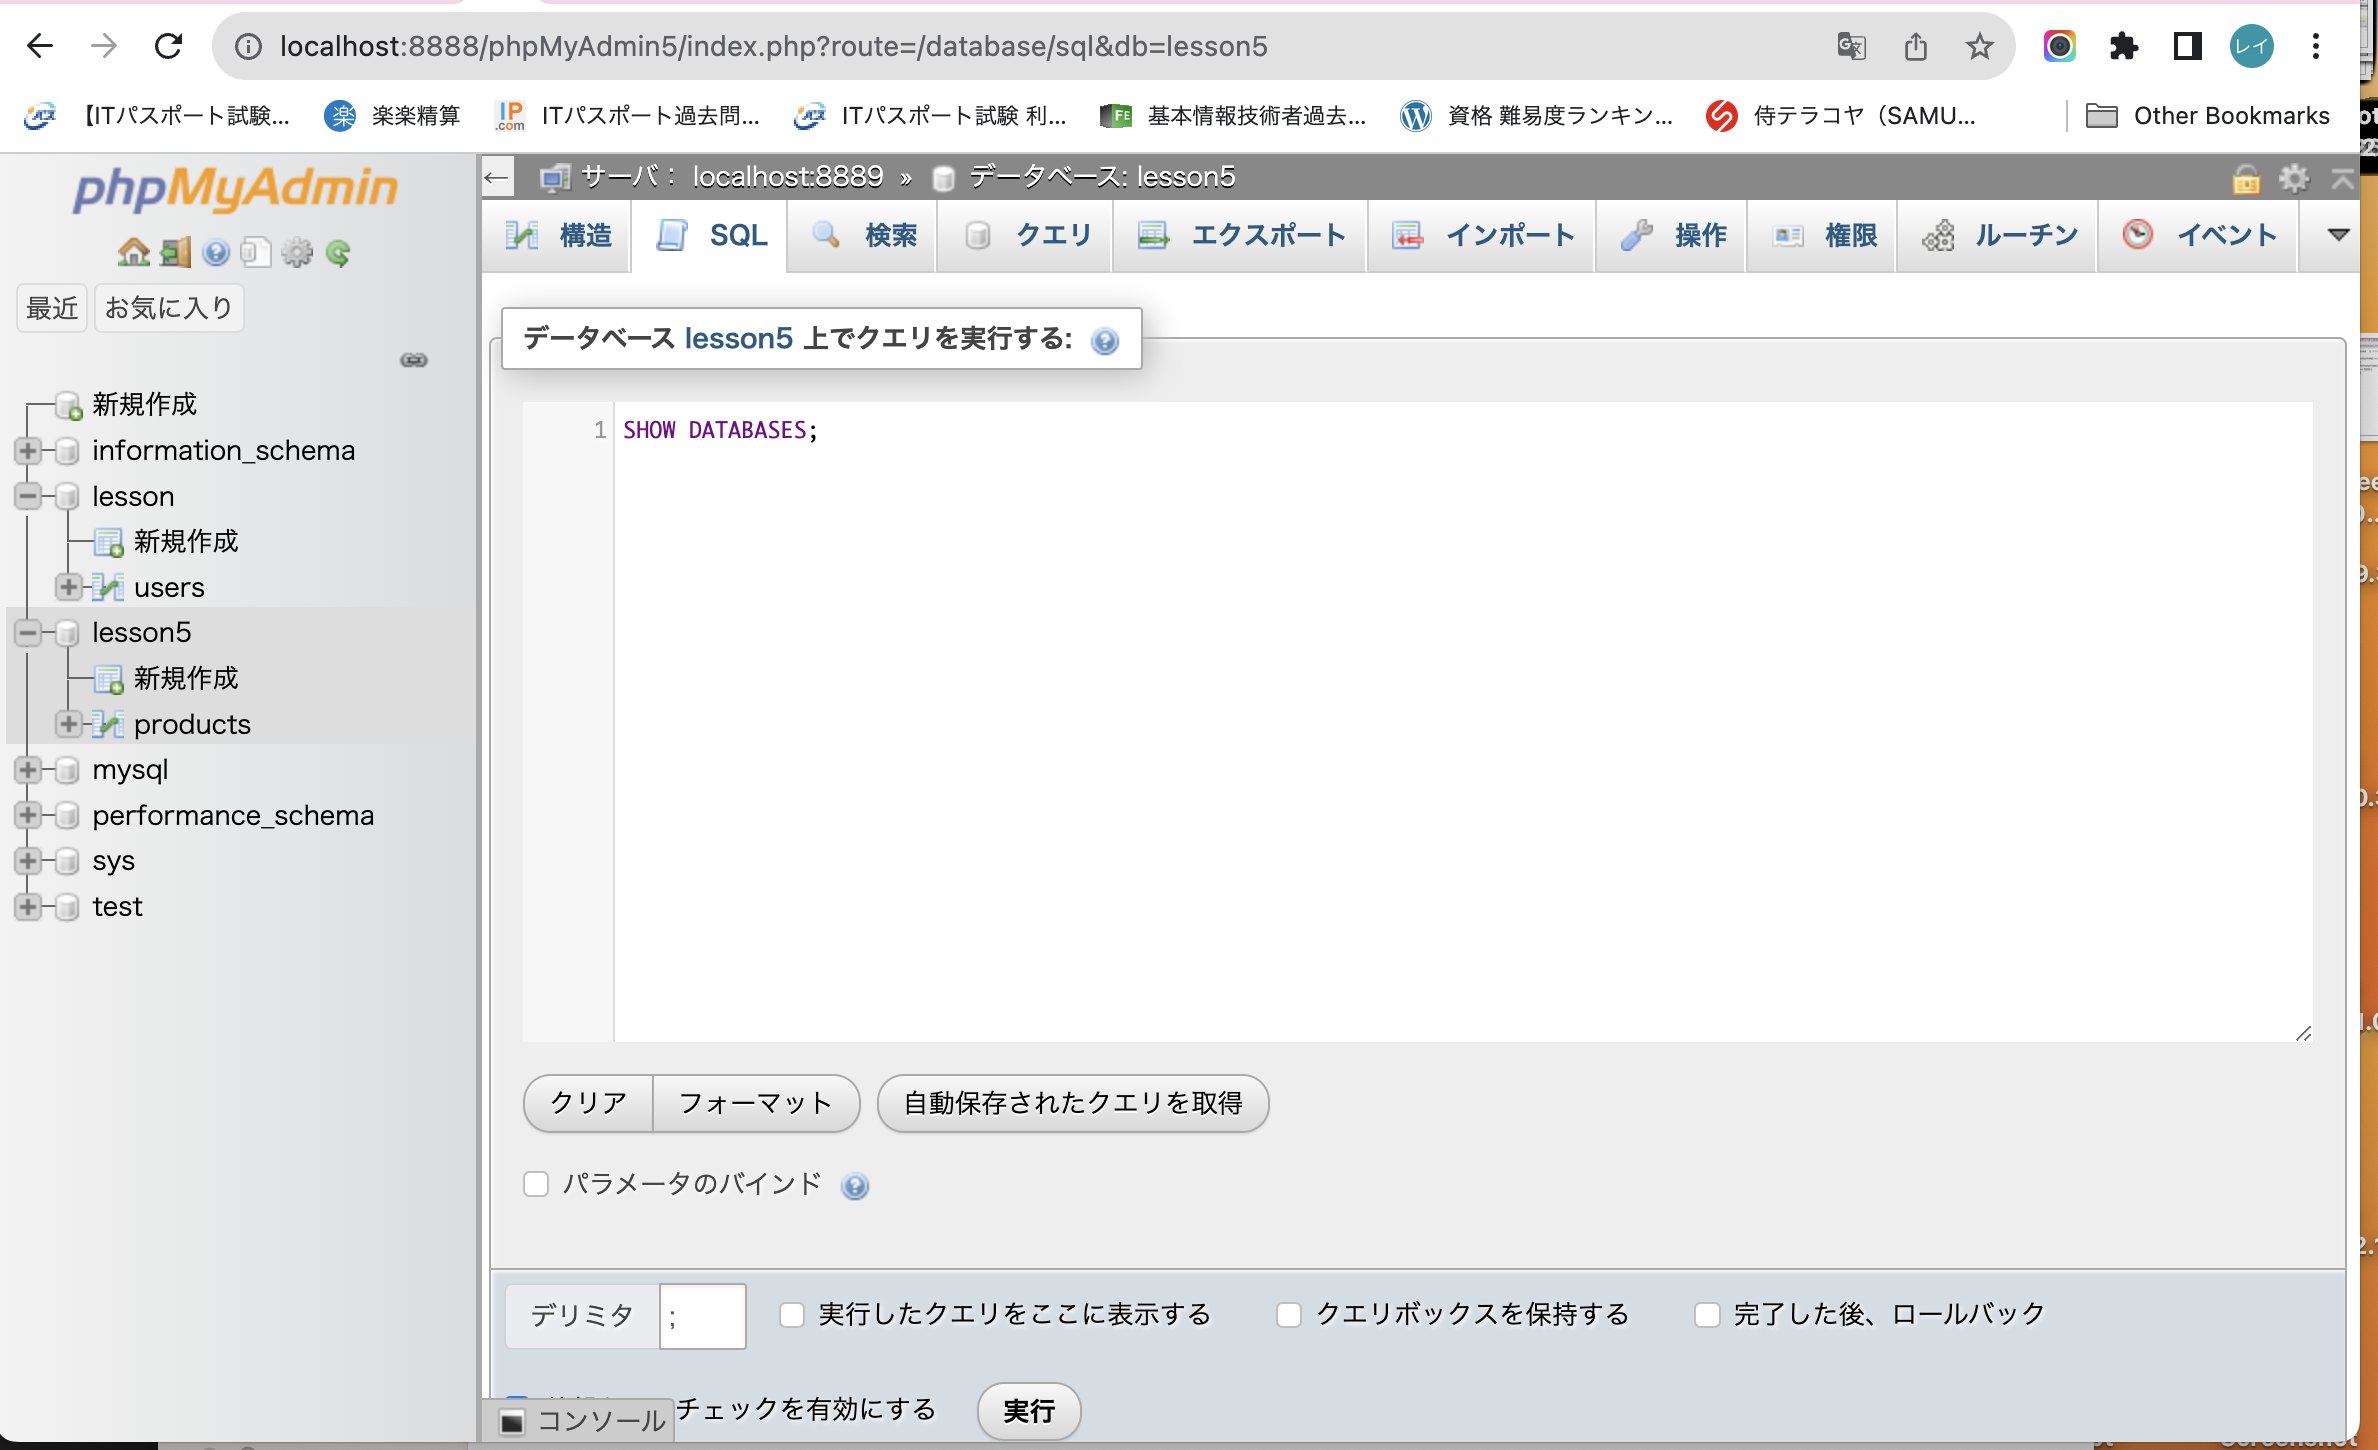 localhost:8888/phpMyAdmin5/index.php?route=/database/sql&db=lesson5
レイ
【ITパスポート試験...
楽 楽楽精算
IP .com ITパスポート過去問...
ITパスポート試験 利...
FE 基本情報技術者過去...
資格 難易度ランキン...
侍テラコヤ（SAMU...
Other Bookmarks
phpMyAdmin
最近
お気に入り
新規作成
information_schema
lesson
新規作成
users
lesson5
新規作成
products
mysql
performance_schema
sys
test
サーバ： localhost:8889 » データベース: lesson5
構造
SQL
検索
クエリ
エクスポート
インポート
操作
権限
ルーチン
イベント
データベース lesson5 上でクエリを実行する:
1 SHOW DATABASES;
クリア
フォーマット
自動保存されたクエリを取得
パラメータのバインド
デリミタ ;
実行したクエリをここに表示する
クエリボックスを保持する
完了した後、ロールバック
チェックを有効にする
実行
コンソール